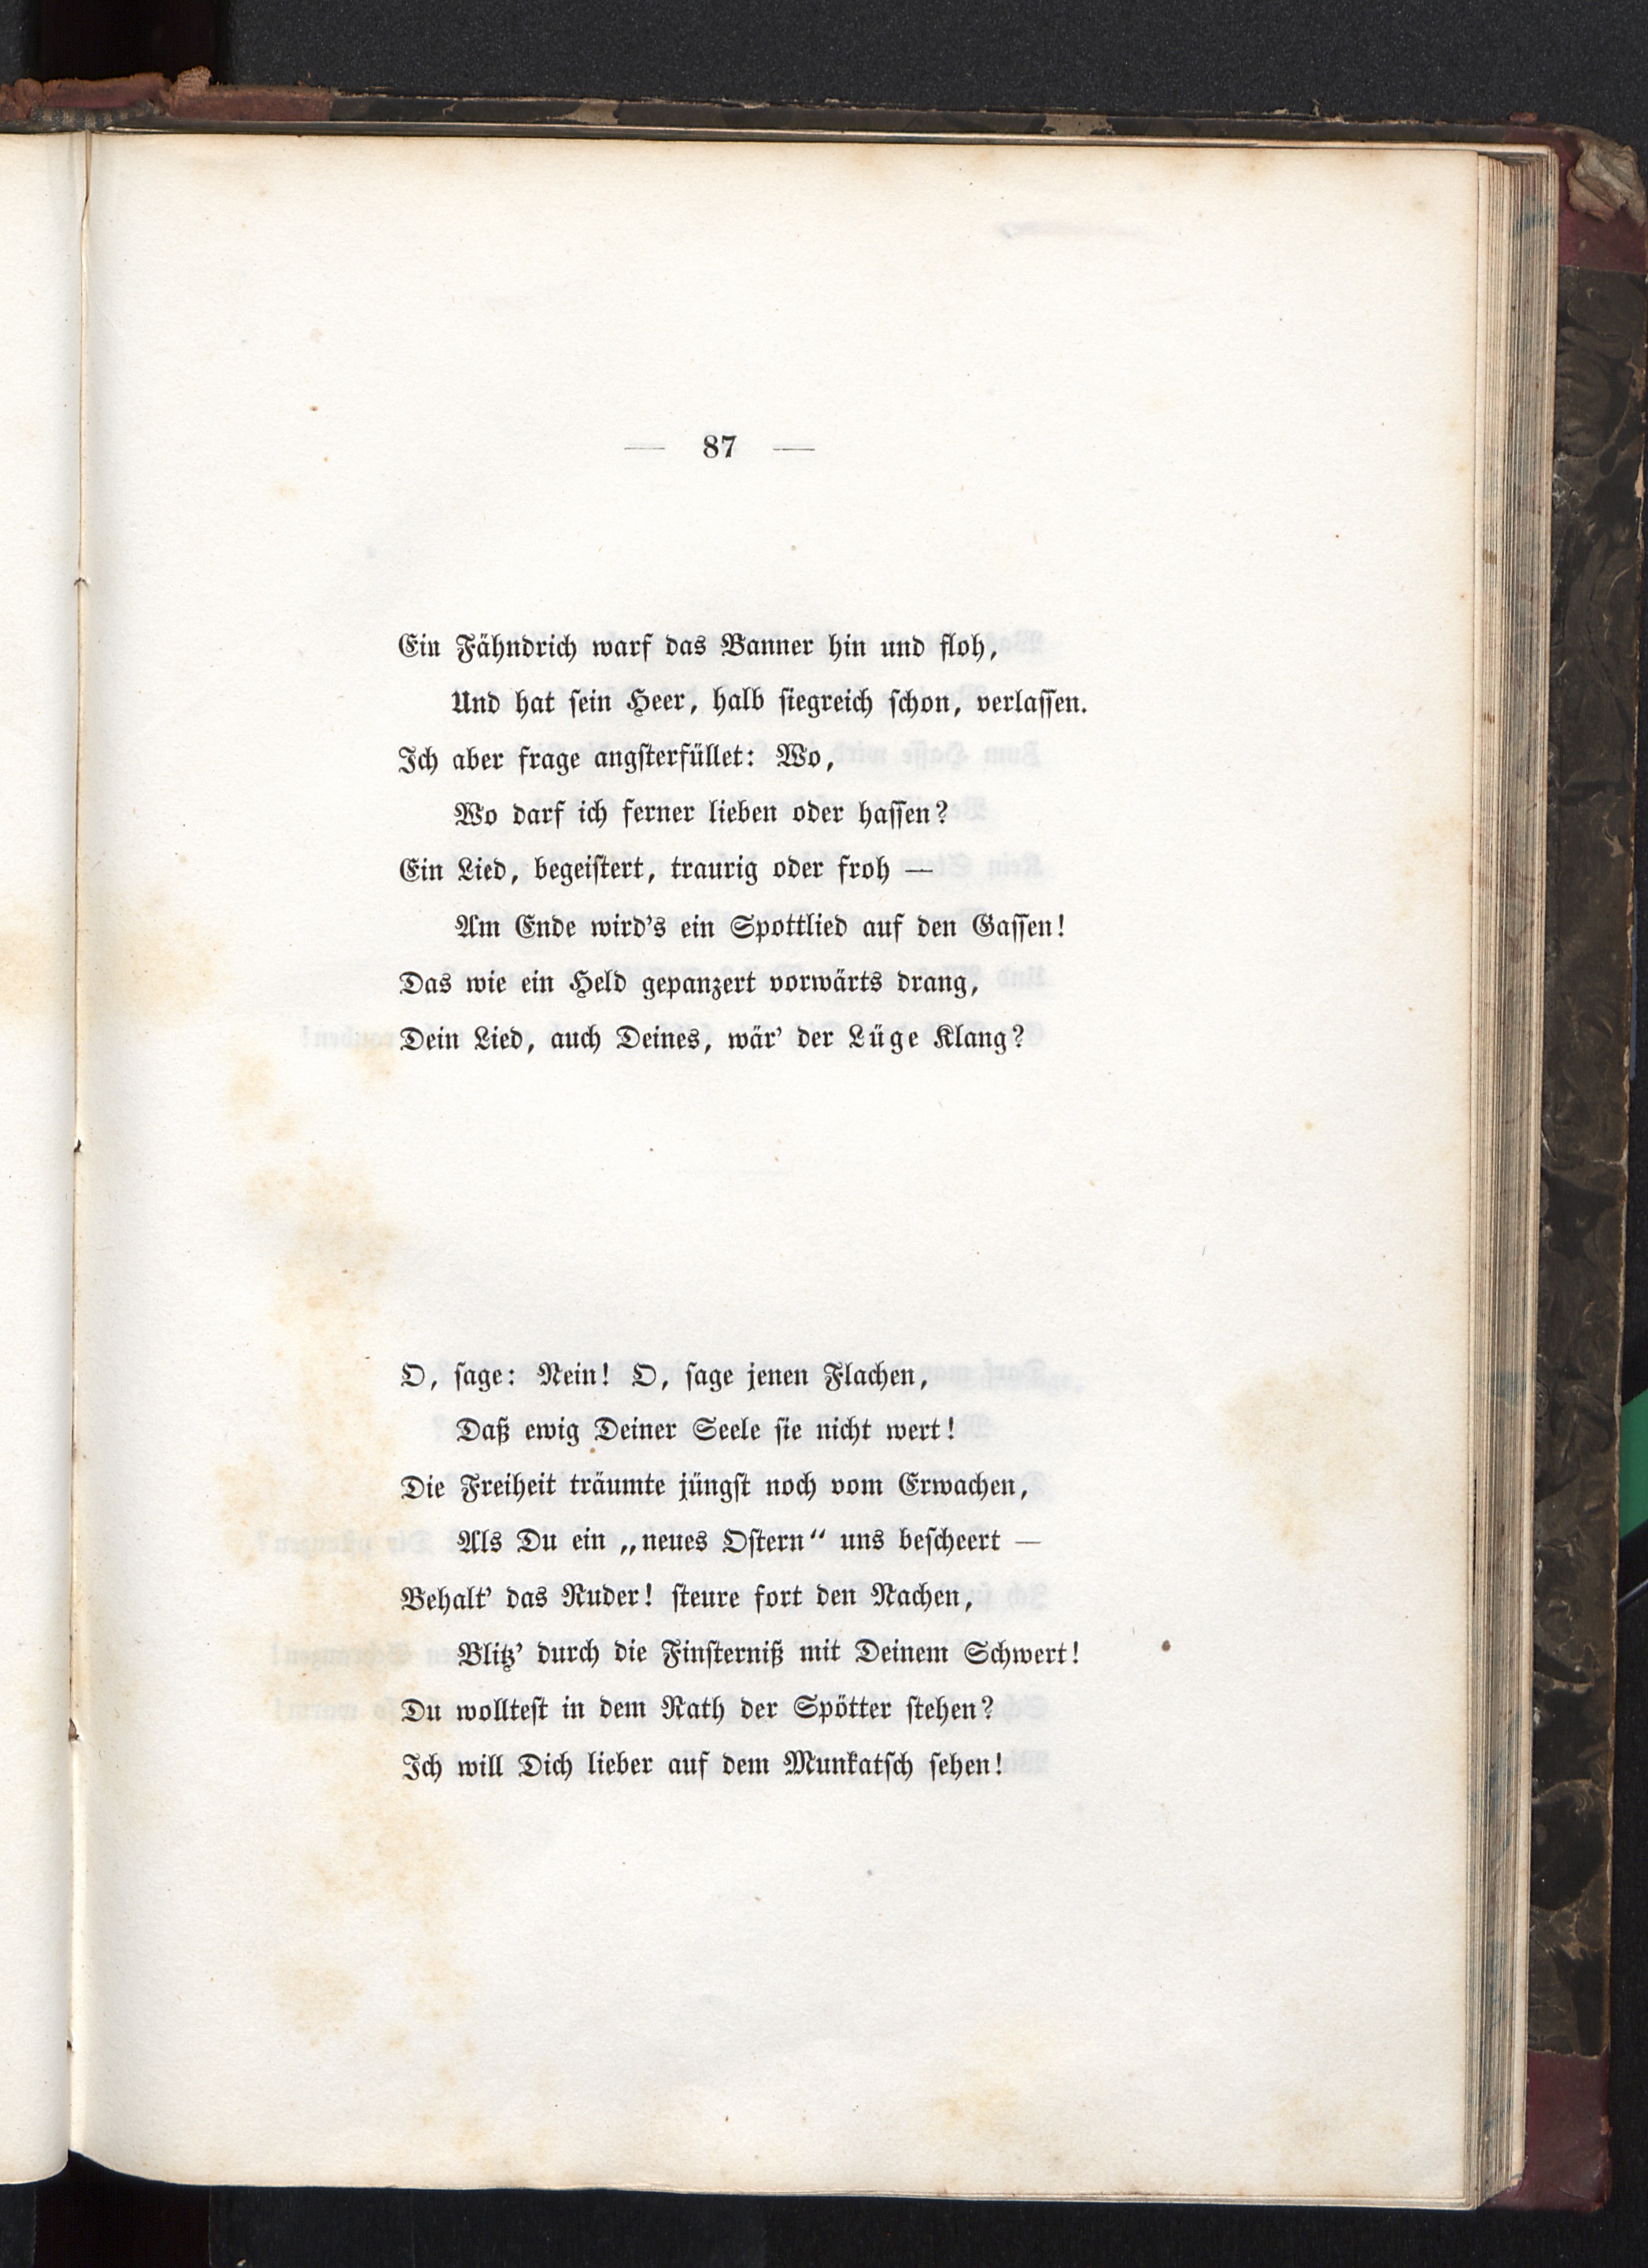 — 87 —
Ein Fähndrich warf das Banner hin und floh,
Und hat ſein Heer, halb ſiegreich ſchon, verlaſſen.
Ich aber frage angſterfüllet: Wo,
Wo darf ich ferner lieben oder haſſen?
Ein Lied, begeiſtert, traurig oder froh —
Am Ende wird's ein Spottlied auf den Gaſſen!
Das wie ein Held gepanzert vorwärts drang,
Dein Lied, auch Deines, wär' der Lüge Klang?
O, ſage: Nein! O, ſage jenen Flachen,
Daß ewig Deiner Seele ſie nicht wert!
Die Freiheit träumte jüngſt noch vom Erwachen,
Als Du ein „neues Oſtern“ uns beſcheert —
Behalt' das Ruder! ſteure fort den Nachen,
Blitz' durch die Finſterniß mit Deinem Schwert!
Du wollteſt in dem Rath der Spötter ſtehen?
Ich will Dich lieber auf dem Munkatſch ſehen!